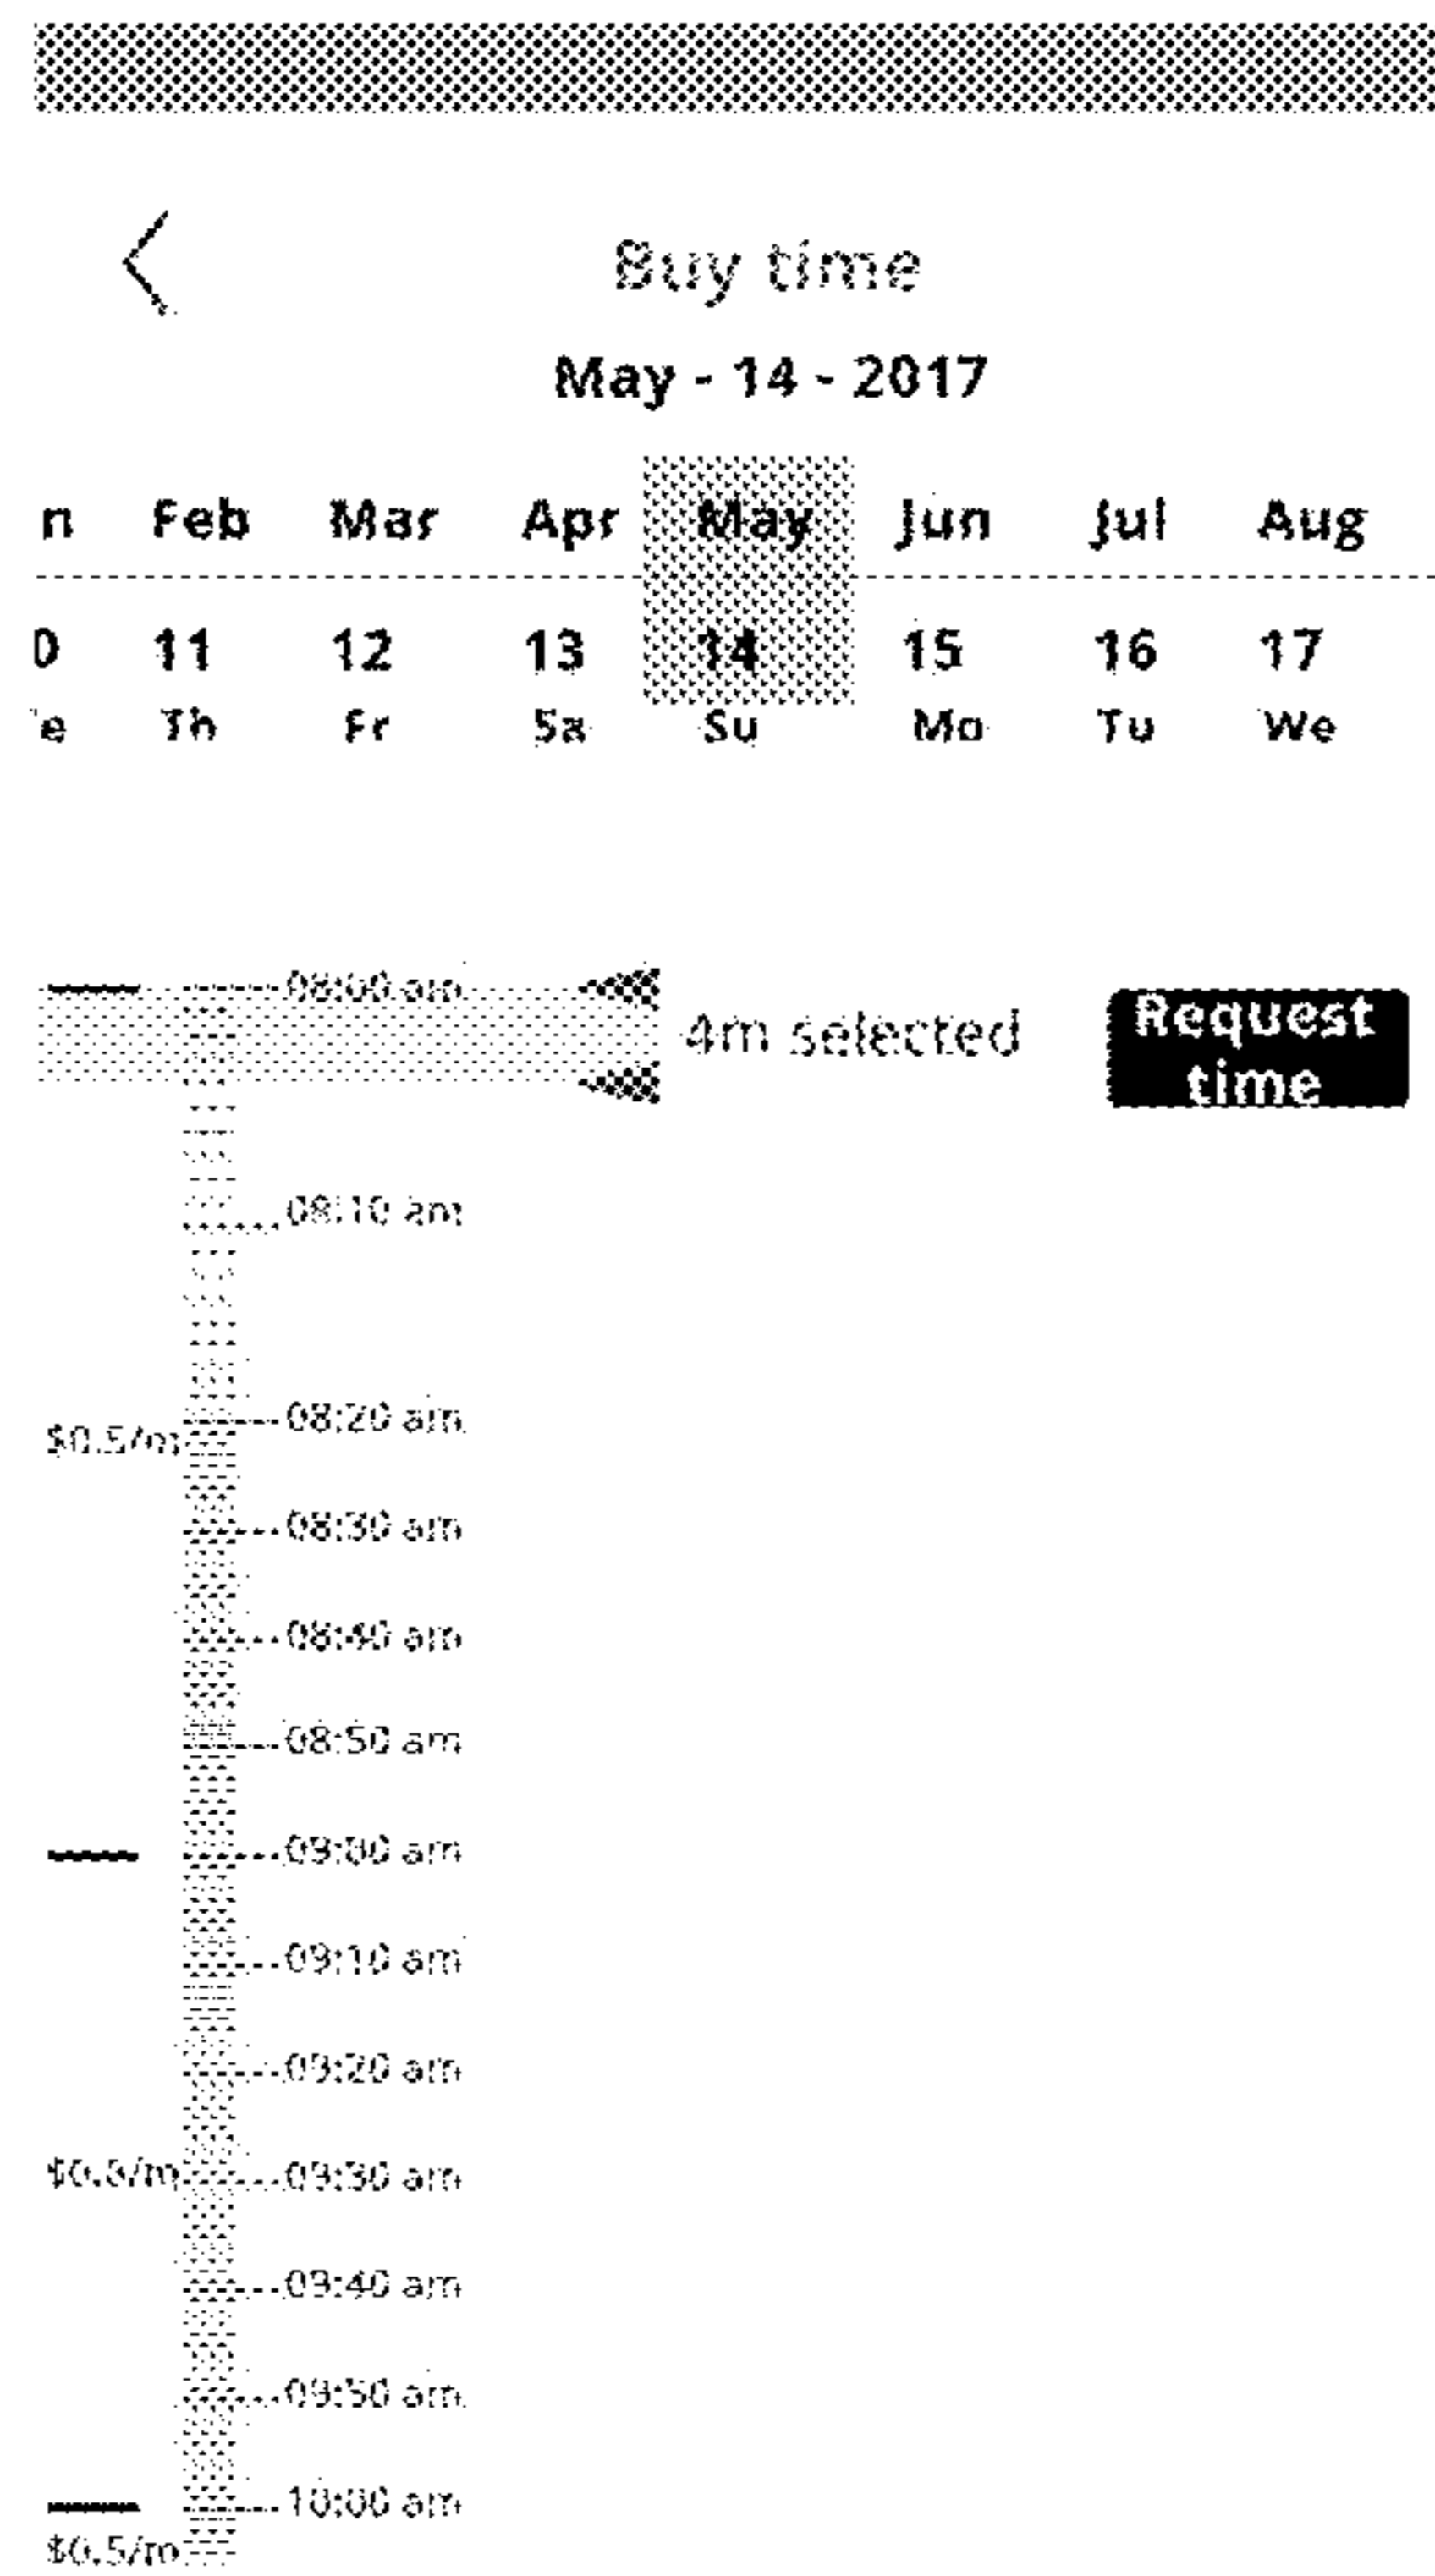 Buy time
May - 14 - 2017
n Feb Mar Apr May Jun Jul Aug
0 11 12 13 14 15 16 17
e Th Fr Sa Su Mo Tu We
08:00 am
4m selected
Request
time
08:10 am
08:20 am
$0.5/m
08:30 am
08:40 am
08:50 am
09:00 am
09:10 am
09:20 am
09:30 am
09:40 am
09:50 am
10:00 am
$0.5/m